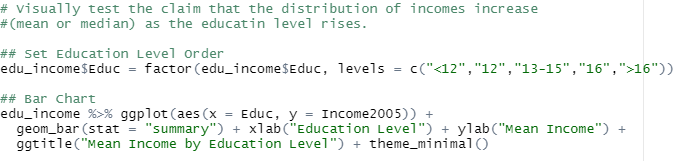 # Visually test the claim that the distribution of incomes increase
#(mean or median) as the educatin level rises.
## Set Education Level Order
edu_income$Educ = factor(edu_income$Educ, levels = c("<12","12","13-15","16",">16"))
## Bar Chart
edu_income %>% ggplot(aes(x = Educ, y = Income2005)) +
geom_bar(stat = "summary") + xlab("Education Level") + ylab("Mean Income") +
ggtitle("Mean Income by Education Level") + theme_minimal()